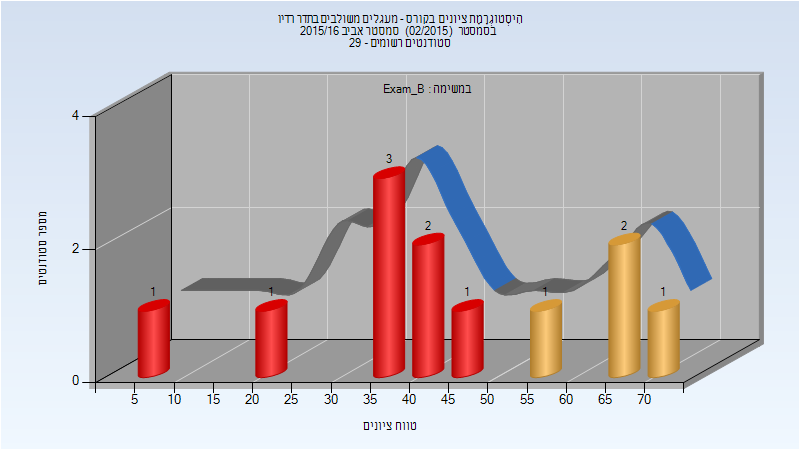 היסטוגרמת ציונים בקורס - מעגלים משולבים בתדר רדיו
בסמסטר (02/2015) סמסטר אביב 2015/16
סטודנטים רשומים - 29
במשימה : Exam_B
מספר סטודנטים
4
2
0
1
1
3
2
1
1
2
1
5 10 15 20 25 30 35 40 45 50 55 60 65 70
טווח ציונים